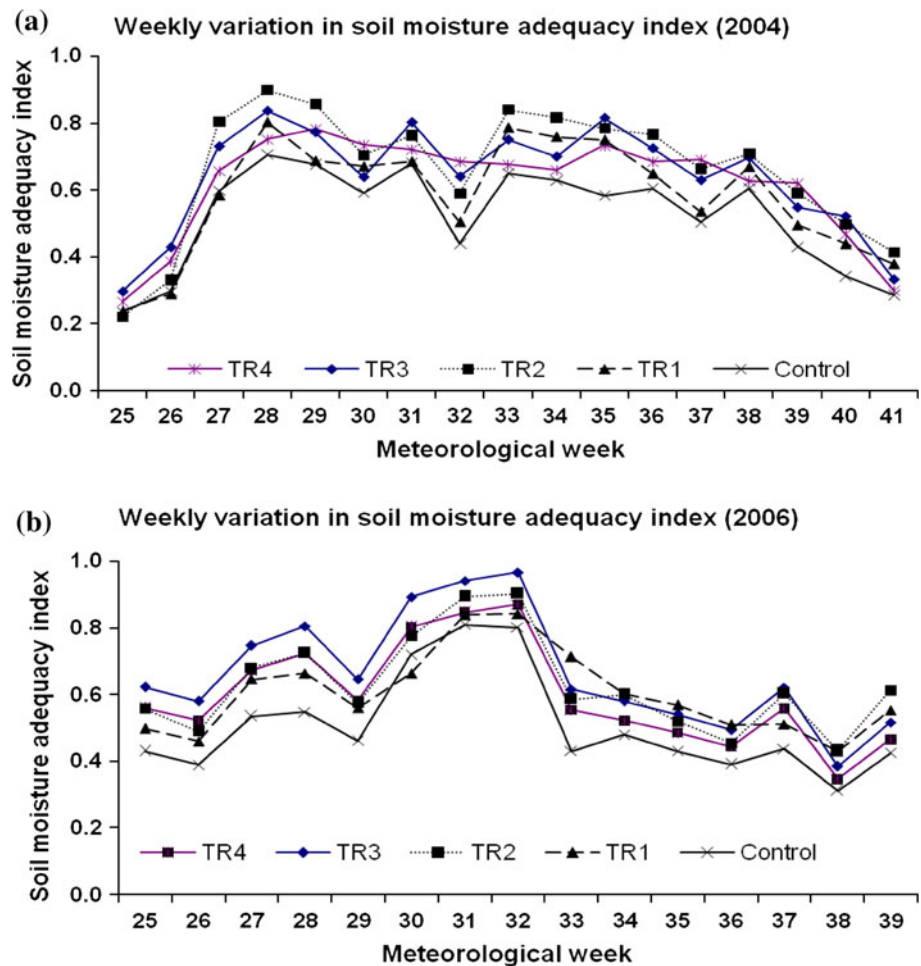 (a) Weekly variation in soil moisture adequacy index (2004)
Soil moisture adequacy index
1.0
0.8
0.6
0.4
0.2
0.0
TR4 TR3 TR2 TR1 Control
25 26 27 28 29 30 31 32 33 34 35 36 37 38 39 40 41
Meteorological week
(b) Weekly variation in soil moisture adequacy index (2006)
Soil moisture adequacy index
1.0
0.8
0.6
0.4
0.2
0.0
TR4 TR3 TR2 TR1 Control
25 26 27 28 29 30 31 32 33 34 35 36 37 38 39
Meteorological week